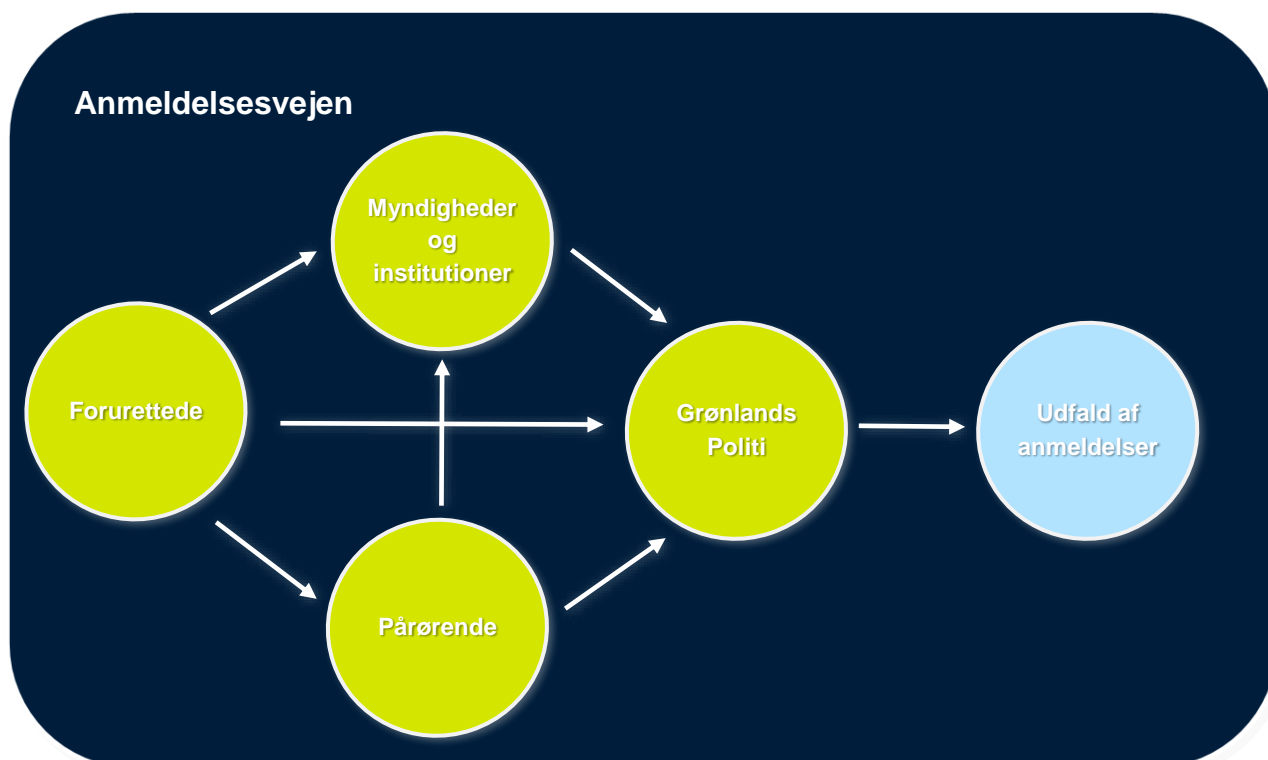 Anmeldelsesvejen
Myndigheder
og
institutioner
Forurettede
Grønlands
Politi
Udfald af
anmeldelser
Pårørende